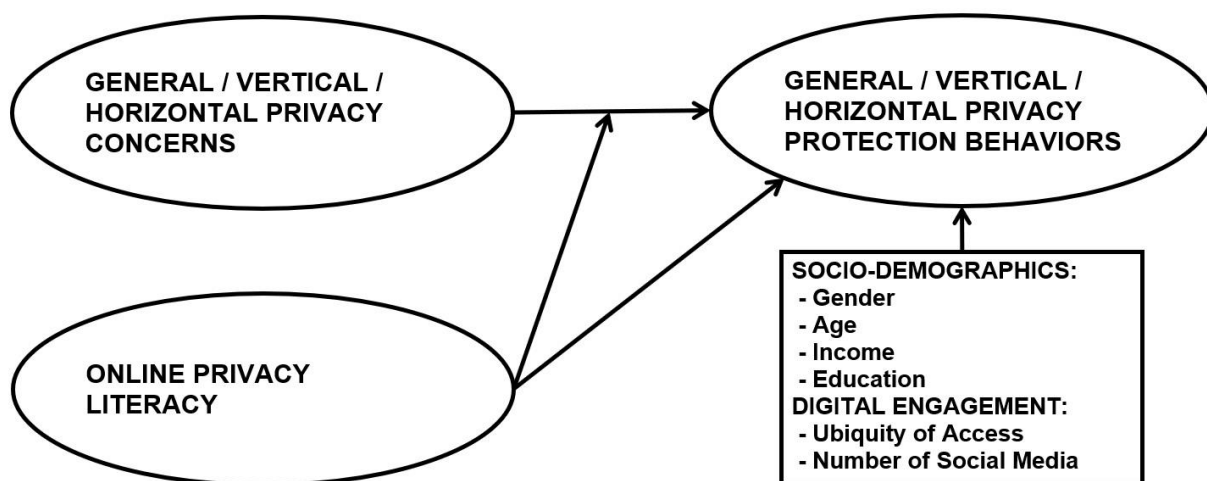 GENERAL / VERTICAL /
HORIZONTAL PRIVACY
CONCERNS
GENERAL / VERTICAL /
HORIZONTAL PRIVACY
PROTECTION BEHAVIORS
ONLINE PRIVACY
LITERACY
SOCIO-DEMOGRAPHICS:
- Gender
- Age
- Income
- Education
DIGITAL ENGAGEMENT:
- Ubiquity of Access
- Number of Social Media